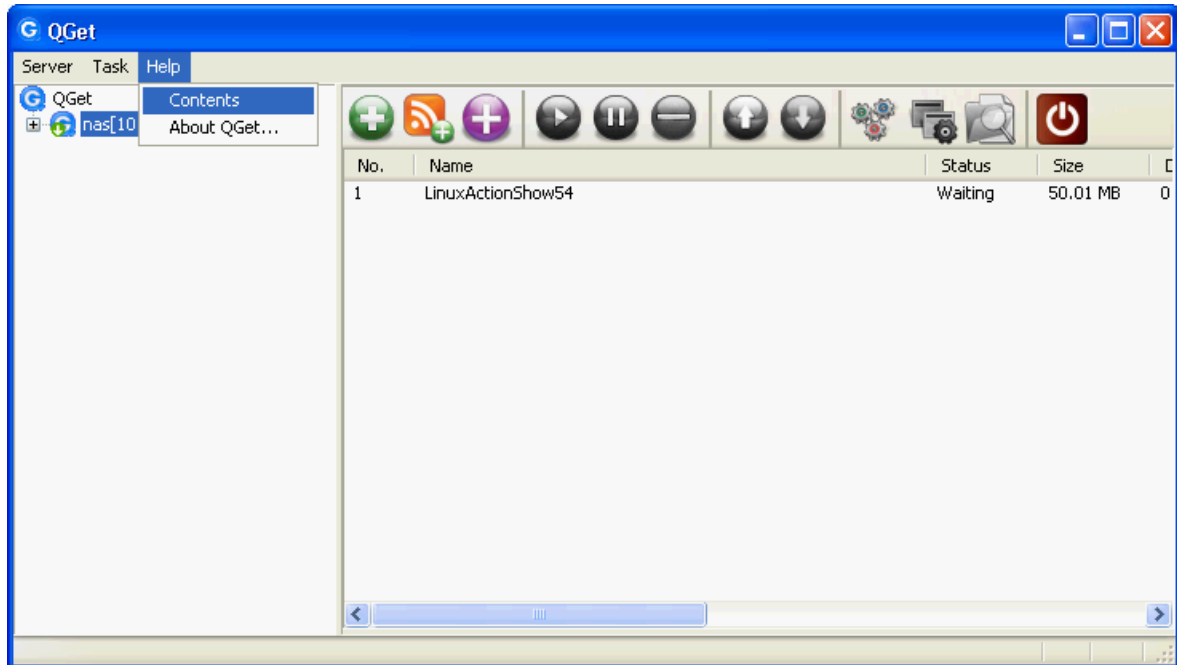 QGet
Server Task Help
QGet
nas[10
Contents
About QGet...
No. Name Status Size D
1 LinuxActionShow54 Waiting 50.01 MB 0